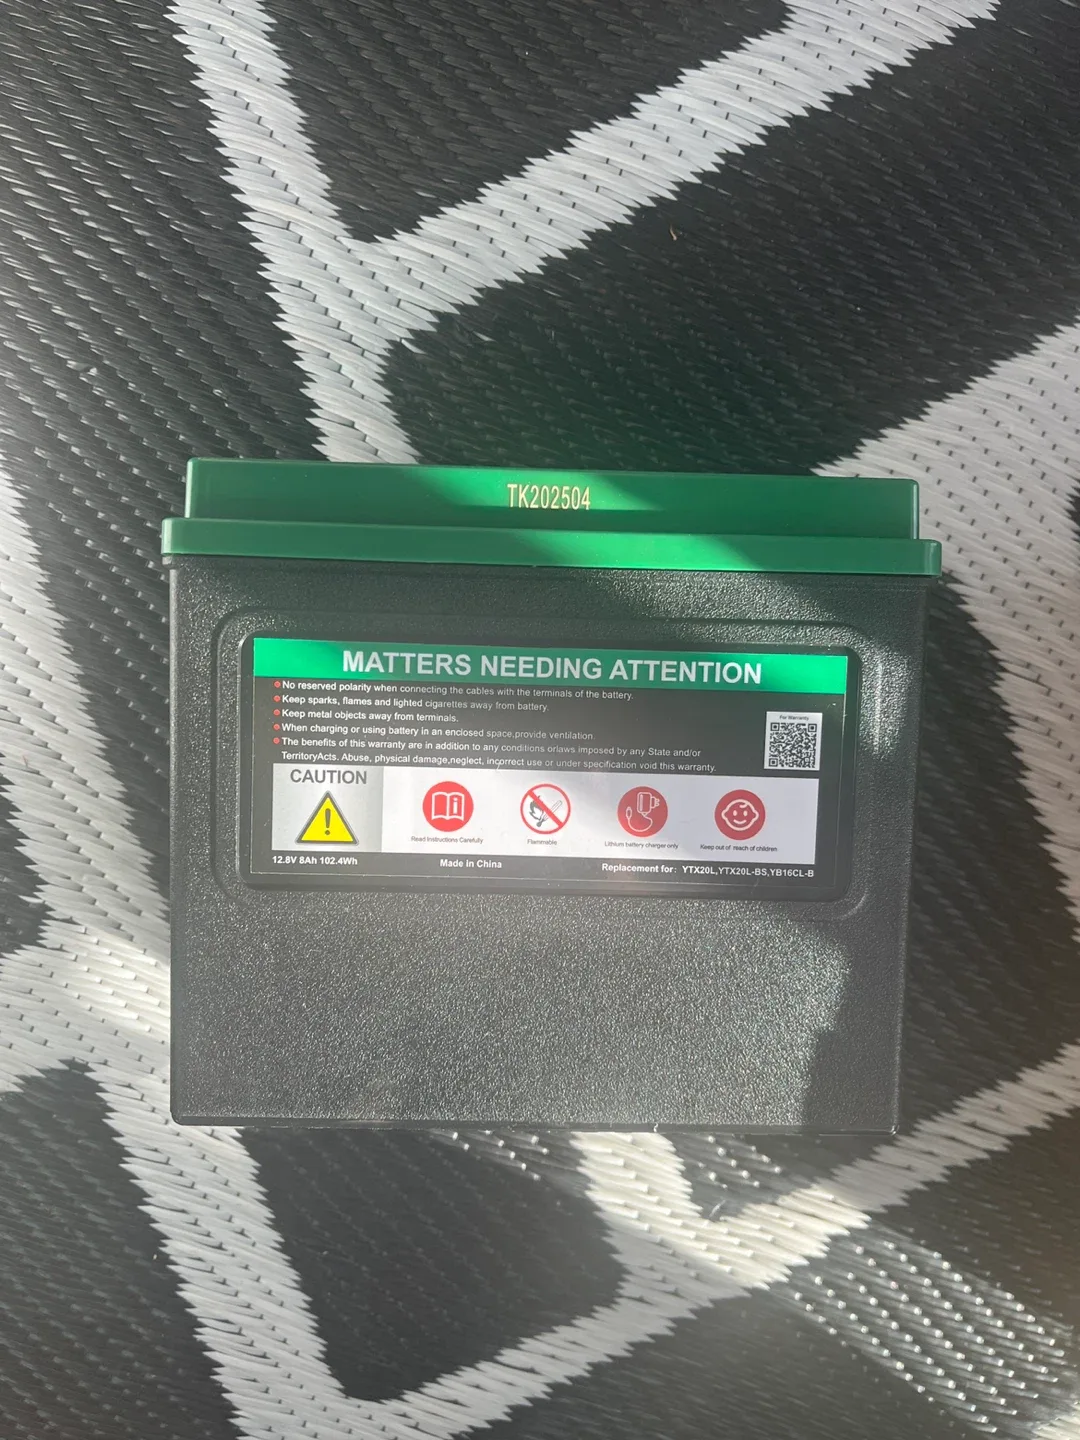 TK202504
MATTERS NEEDING ATTENTION
No reserved polarity when connecting the cables with the terminals of the battery.
Keep sparks, flames and lighted cigarettes away from battery.
Keep metal objects away from terminals.
When charging or using battery in an enclosed space,provide ventilation.
The benefits of this warranty are in addition to any conditions orlaws imposed by any State and/or
TerritoryActs. Abuse, physical damage,neglect, incorrect use or under specification void this warranty.
For Warranty
CAUTION
Read Instructions Carefully
Flammable
Lithium battery charger only
Keep out of reach of children
12.8V 8Ah 102.4Wh
Made in China
Replacement for: YTX20L,YTX20L-BS,YB16CL-B